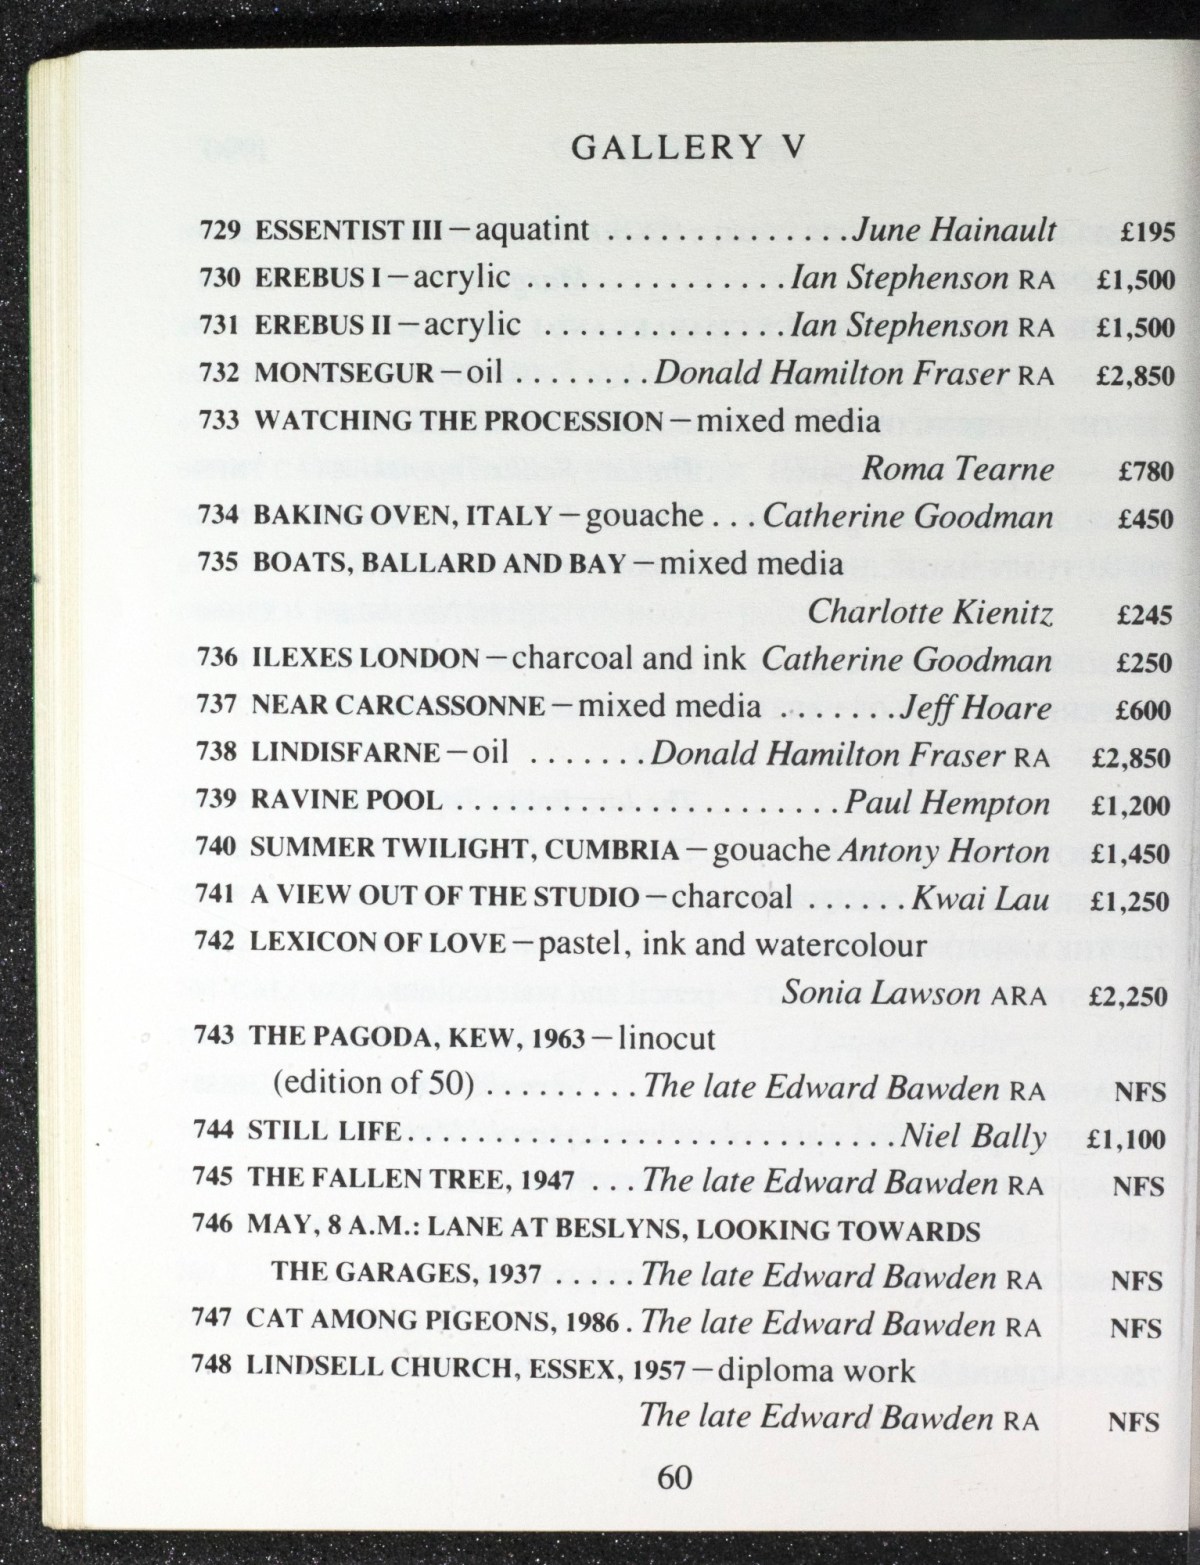 GALLERY V
729 ESSENTIST III – aquatint . . . . . . . . . . . . . . . June Hainault £195
730 EREBUS I – acrylic . . . . . . . . . . . . . . . . Ian Stephenson RA £1,500
731 EREBUS II – acrylic . . . . . . . . . . . . . . . Ian Stephenson RA £1,500
732 MONTSEGUR – oil . . . . . . . . Donald Hamilton Fraser RA £2,850
733 WATCHING THE PROCESSION – mixed media
Roma Tearne £780
734 BAKING OVEN, ITALY – gouache . . . Catherine Goodman £450
735 BOATS, BALLARD AND BAY – mixed media
Charlotte Kienitz £245
736 ILEXES LONDON – charcoal and ink Catherine Goodman £250
737 NEAR CARCASSONNE – mixed media . . . . . . . Jeff Hoare £600
738 LINDISFARNE – oil . . . . . . . Donald Hamilton Fraser RA £2,850
739 RAVINE POOL . . . . . . . . . . . . . . . . . . . . . . . Paul Hempton £1,200
740 SUMMER TWILIGHT, CUMBRIA – gouache Antony Horton £1,450
741 A VIEW OUT OF THE STUDIO – charcoal . . . . . . Kwai Lau £1,250
742 LEXICON OF LOVE – pastel, ink and watercolour
Sonia Lawson ARA £2,250
743 THE PAGODA, KEW, 1963 – linocut
(edition of 50) . . . . . . . . . The late Edward Bawden RA NFS
744 STILL LIFE . . . . . . . . . . . . . . . . . . . . . . . . . . . . . Niel Bally £1,100
745 THE FALLEN TREE, 1947 . . . The late Edward Bawden RA NFS
746 MAY, 8 A.M.: LANE AT BESLYNS, LOOKING TOWARDS
THE GARAGES, 1937 . . . . . The late Edward Bawden RA NFS
747 CAT AMONG PIGEONS, 1986 . The late Edward Bawden RA NFS
748 LINDSELL CHURCH, ESSEX, 1957 – diploma work
The late Edward Bawden RA NFS
60